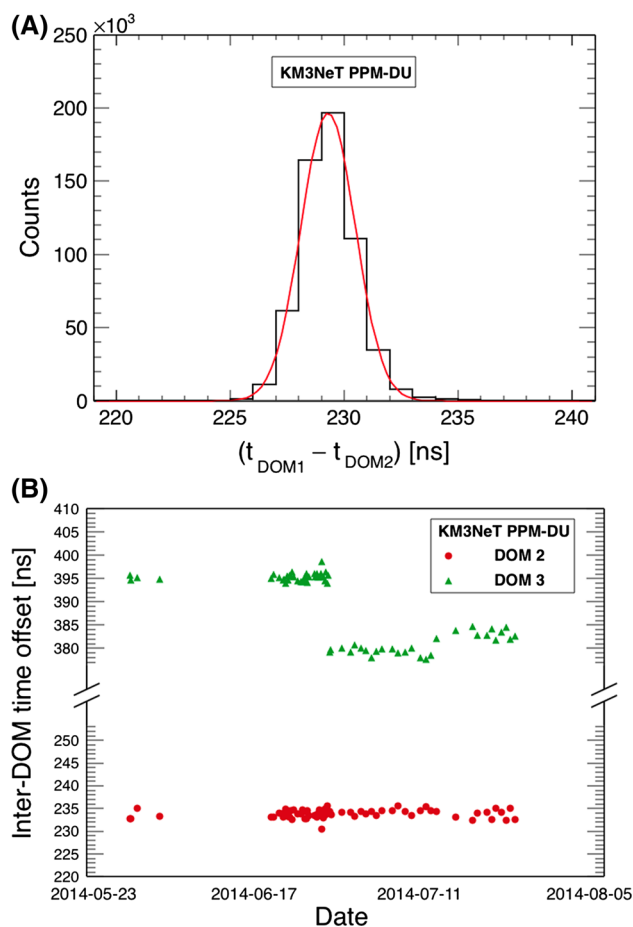 (A)
×10³
250
200
150
100
50
0
Counts
KM3NeT PPM-DU
220 225 230 235 240
(t DOM1 − t DOM2) [ns]
(B)
410
405
400
395
390
385
380
250
245
240
235
230
225
220
Inter-DOM time offset [ns]
KM3NeT PPM-DU
DOM 2
DOM 3
2014-05-23 2014-06-17 2014-07-11 2014-08-05
Date